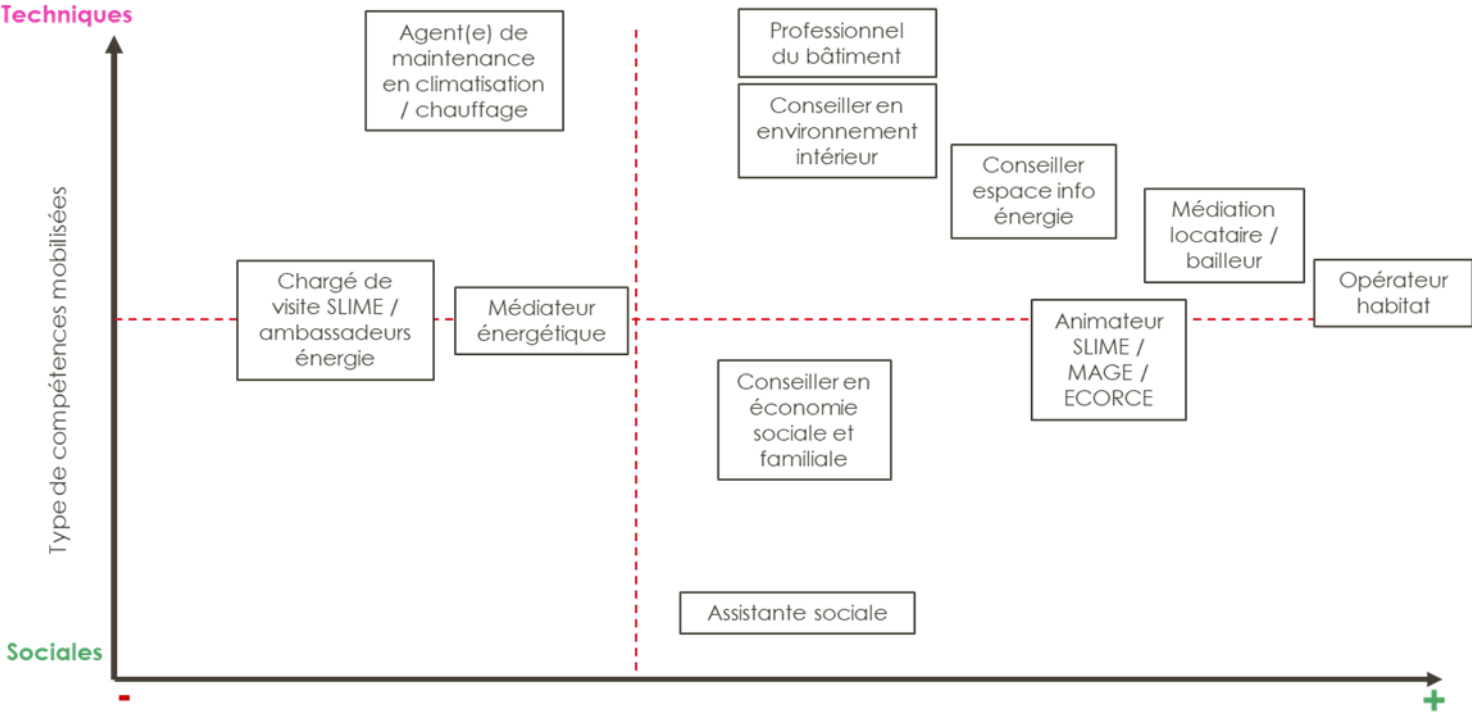 Techniques
Agent(e) de
maintenance
en climatisation
/ chauffage
Professionnel
du bâtiment
Conseiller en
environnement
intérieur
Conseiller
espace info
énergie
Médiation
locataire /
bailleur
Opérateur
habitat
Type de compétences mobilisées
Chargé de
visite SLIME /
ambassadeurs
énergie
Médiateur
énergétique
Animateur
SLIME /
MAGE /
ECORCE
Conseiller en
économie
sociale et
familiale
Assistante sociale
Sociales
-
+